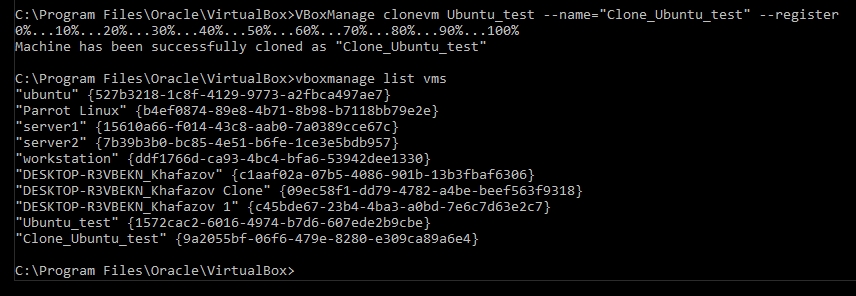 C:\Program Files\Oracle\VirtualBox>VBoxManage clonevm Ubuntu_test --name="Clone_Ubuntu_test" --register
0%...10%...20%...30%...40%...50%...60%...70%...80%...90%...100%
Machine has been successfully cloned as "Clone_Ubuntu_test"
C:\Program Files\Oracle\VirtualBox>vboxmanage list vms
"ubuntu" {527b3218-1c8f-4129-9773-a2fbca497ae7}
"Parrot Linux" {b4ef0874-89e8-4b71-8b98-b7118bb79e2e}
"server1" {15610a66-f014-43c8-aab0-7a0389cce67c}
"server2" {7b39b3b0-bc85-4e51-b6fe-1ce3e5bdb957}
"workstation" {ddf1766d-ca93-4bc4-bfa6-53942dee1330}
"DESKTOP-R3VBEKN_Khafazov" {c1aaf02a-07b5-4086-901b-13b3fbaf6306}
"DESKTOP-R3VBEKN_Khafazov Clone" {09ec58f1-dd79-4782-a4be-beef563f9318}
"DESKTOP-R3VBEKN_Khafazov 1" {c45bde67-23b4-4ba3-a0bd-7e6c7d63e2c7}
"Ubuntu_test" {1572cac2-6016-4974-b7d6-607ede2b9cbe}
"Clone_Ubuntu_test" {9a2055bf-06f6-479e-8280-e309ca89a6e4}
C:\Program Files\Oracle\VirtualBox>